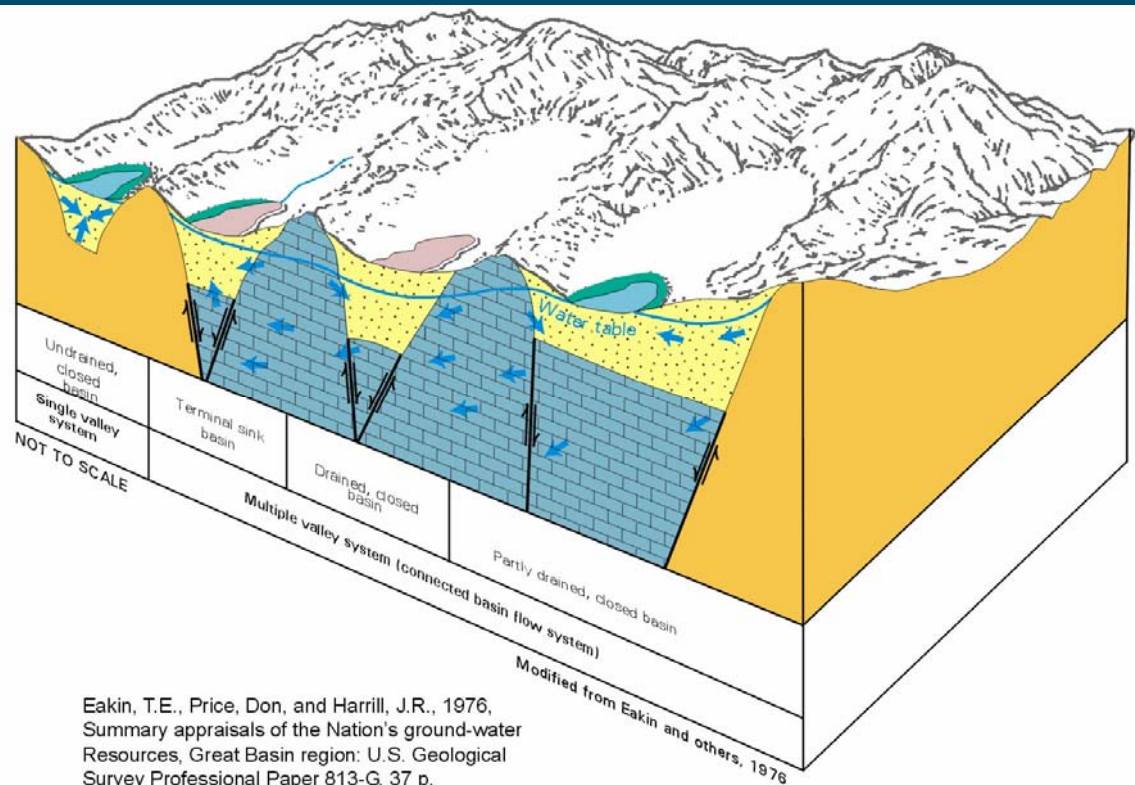 Water table
Undrained,
closed
basin
Single valley
system
Terminal sink
basin
Drained, closed
basin
Partly drained, closed basin
NOT TO SCALE
Multiple valley system (connected basin flow system)
Modified from Eakin and others, 1976
Eakin, T.E., Price, Don, and Harrill, J.R., 1976,
Summary appraisals of the Nation's ground-water
Resources, Great Basin region: U.S. Geological
Survey Professional Paper 813-G, 37 p.